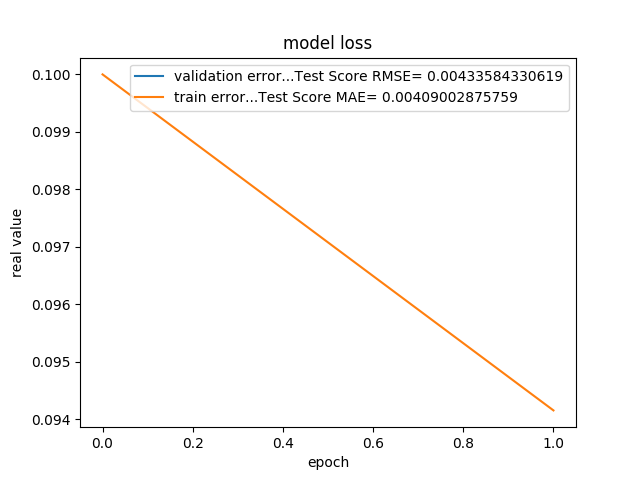 model loss
validation error...Test Score RMSE= 0.00433584330619
train error...Test Score MAE= 0.00409002875759
0.100
0.099
0.098
0.097
0.096
0.095
0.094
real value
0.0 0.2 0.4 0.6 0.8 1.0
epoch